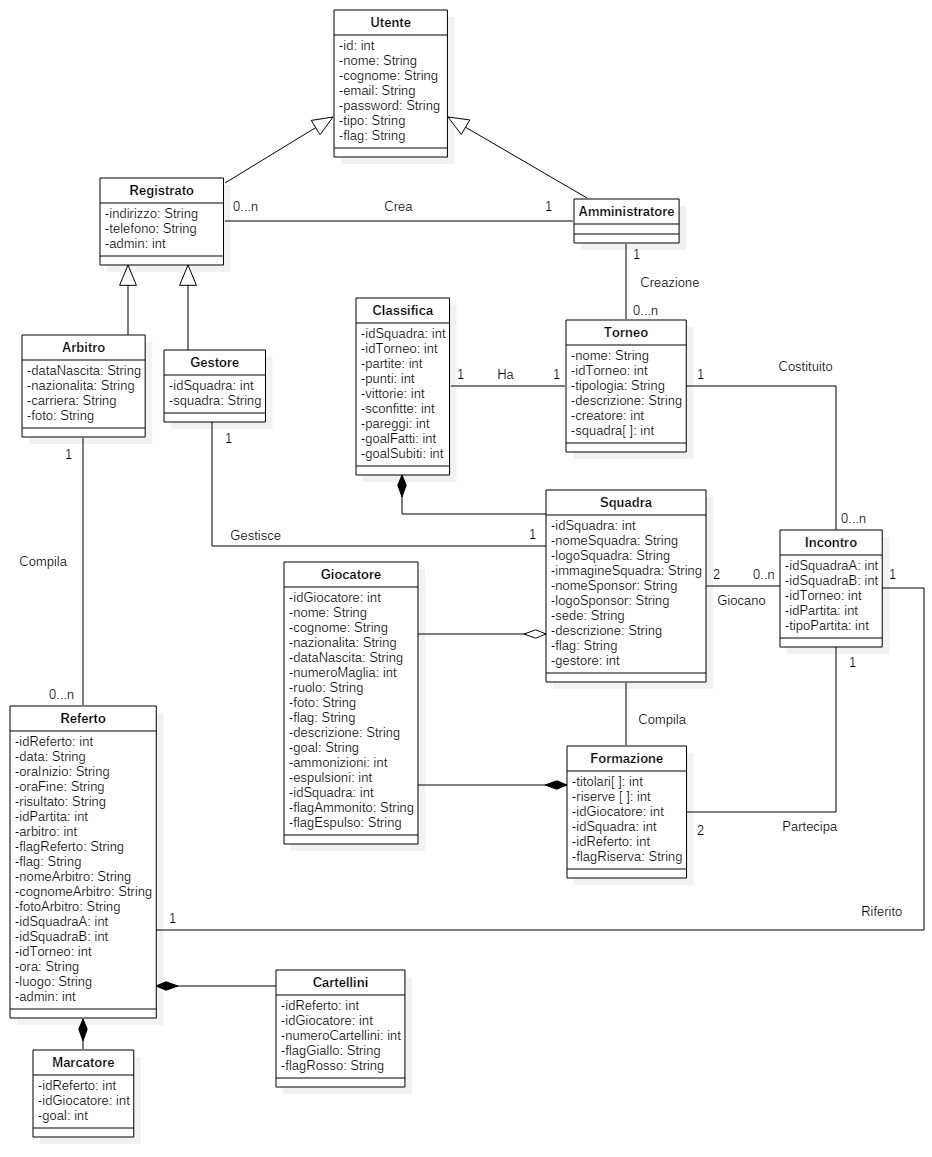 Utente
-id: int
-nome: String
-cognome: String
-email: String
-password: String
-tipo: String
-flag: String
Registrato
-indirizzo: String
-telefono: String
-admin: int
0...n
Crea
1
Amministratore
1
Creazione
0...n
Arbitro
-dataNascita: String
-nazionalita: String
-carriera: String
-foto: String
1
Gestore
-idSquadra: int
-squadra: String
1
Classifica
-idSquadra: int
-idTorneo: int
-partite: int
-punti: int
-vittorie: int
-sconfitte: int
-pareggi: int
-goalFatti: int
-goalSubiti: int
1
Ha
1
Torneo
-nome: String
-idTorneo: int
-tipologia: String
-descrizione: String
-creatore: int
-squadra[ ]: int
1
Costituito
0...n
Gestisce
1
Squadra
-idSquadra: int
-nomeSquadra: String
-logoSquadra: String
-immagineSquadra: String
-nomeSponsor: String
-logoSponsor: String
-sede: String
-descrizione: String
-flag: String
-gestore: int
2
Giocano
0..n
Incontro
-idSquadraA: int
-idSquadraB: int
-idTorneo: int
-idPartita: int
-tipoPartita: int
1
1
Compila
0...n
Giocatore
-idGiocatore: int
-nome: String
-cognome: String
-nazionalita: String
-dataNascita: String
-numeroMaglia: int
-ruolo: String
-foto: String
-flag: String
-descrizione: String
-goal: String
-ammonizioni: int
-espulsioni: int
-idSquadra: int
-flagAmmonito: String
-flagEspulso: String
Compila
Formazione
-titolari[ ]: int
-riserve [ ]: int
-idGiocatore: int
-idSquadra: int
-idReferto: int
-flagRiserva: String
2
Partecipa
Referto
-idReferto: int
-data: String
-oraInizio: String
-oraFine: String
-risultato: String
-idPartita: int
-arbitro: int
-flagReferto: String
-flag: String
-nomeArbitro: String
-cognomeArbitro: String
-fotoArbitro: String
-idSquadraA: int
-idSquadraB: int
-idTorneo: int
-ora: String
-luogo: String
-admin: int
1
Riferito
Cartellini
-idReferto: int
-idGiocatore: int
-numeroCartellini: int
-flagGiallo: String
-flagRosso: String
Marcatore
-idReferto: int
-idGiocatore: int
-goal: int